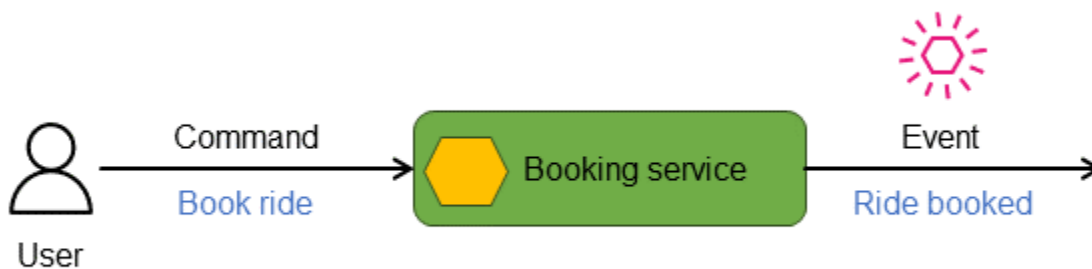 Command
Event
Booking service
Book ride
Ride booked
User